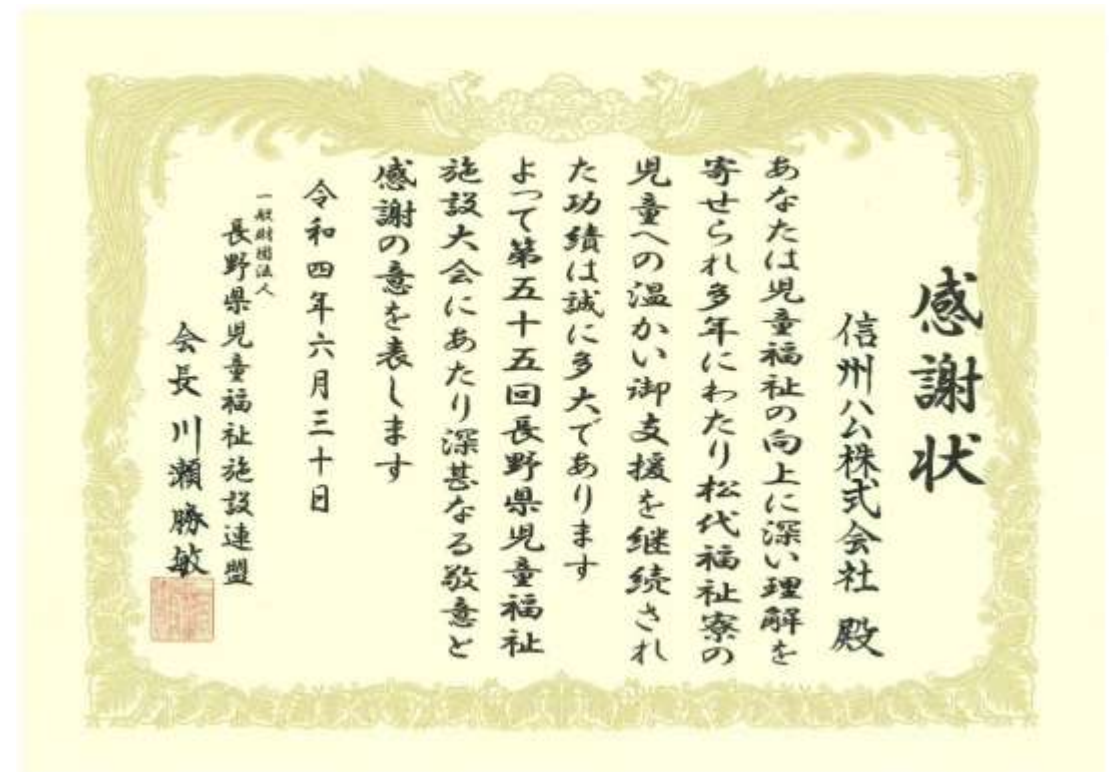 感謝状
信州ハム株式会社 殿
あなたは児童福祉の向上に深い理解を
寄せられ多年にわたり松代福祉寮の
児童への温かい御支援を継続され
た功績は誠に多大であります
よって第五十五回長野県児童福祉
施設大会にあたり深甚なる敬意と
感謝の意を表します
令和四年六月三十日
一般財団法人
長野県児童福祉施設連盟
会長 川瀬勝敏